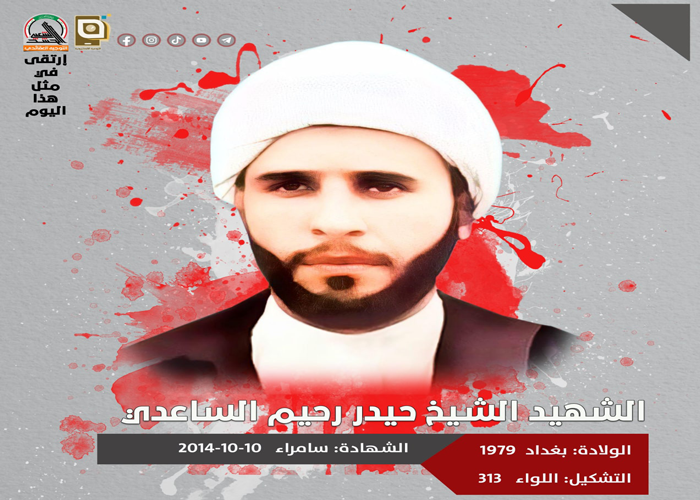 إرتقى
في
مثل
هذا
اليوم
الشهيد الشيخ حيدر رحيم الساعدي
الولادة: بغداد 1979
الشهادة: سامراء 10-10-2014
التشكيل: اللواء 313